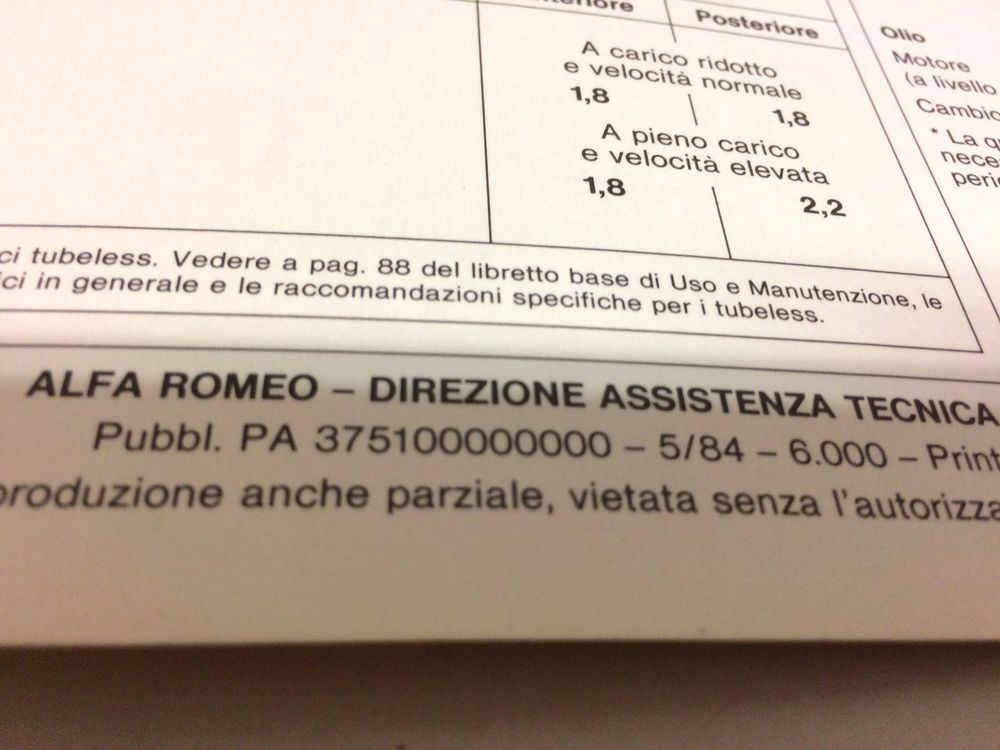 Posteriore
A carico ridotto
e velocità normale
1,8 1,8
A pieno carico
e velocità elevata
1,8 2,2
Olio
Motore
(a livello
Cambio
* La
tubeless. Vedere a pag. 88 del libretto base di Uso e Manutenzione, le
in generale e le raccomandazioni specifiche per i tubeless.
ALFA ROMEO – DIREZIONE ASSISTENZA TECNICA
Pubbl. PA 375100000000 – 5/84 – 6.000 – Print
produzione anche parziale, vietata senza l'autorizza